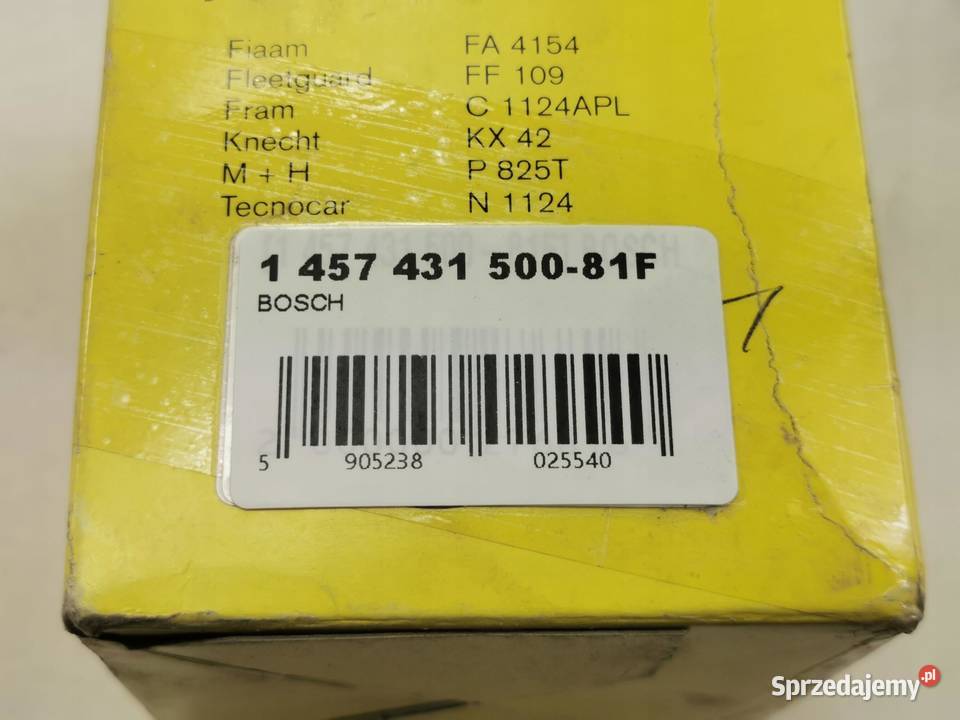 Fiaam FA 4154
Fleetguard FF 109
Fram C 1124APL
Knecht KX 42
M + H P 825T
Tecnocar N 1124
1 457 431 500-81F
BOSCH
5 905238 025540
1
Sprzedajemy.pl